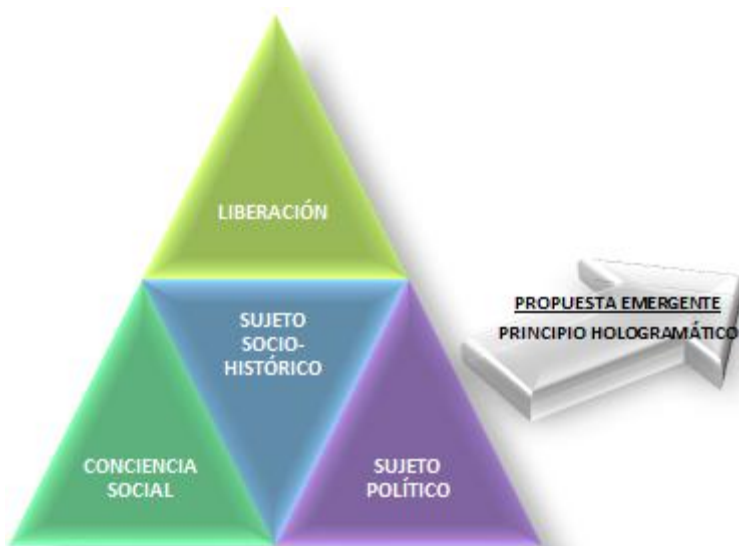 LIBERACIÓN
SUJETO
SOCIO-
HISTÓRICO
CONCIENCIA
SOCIAL
SUJETO
POLÍTICO
PROPUESTA EMERGENTE
PRINCIPIO HOLOGRAMÁTICO